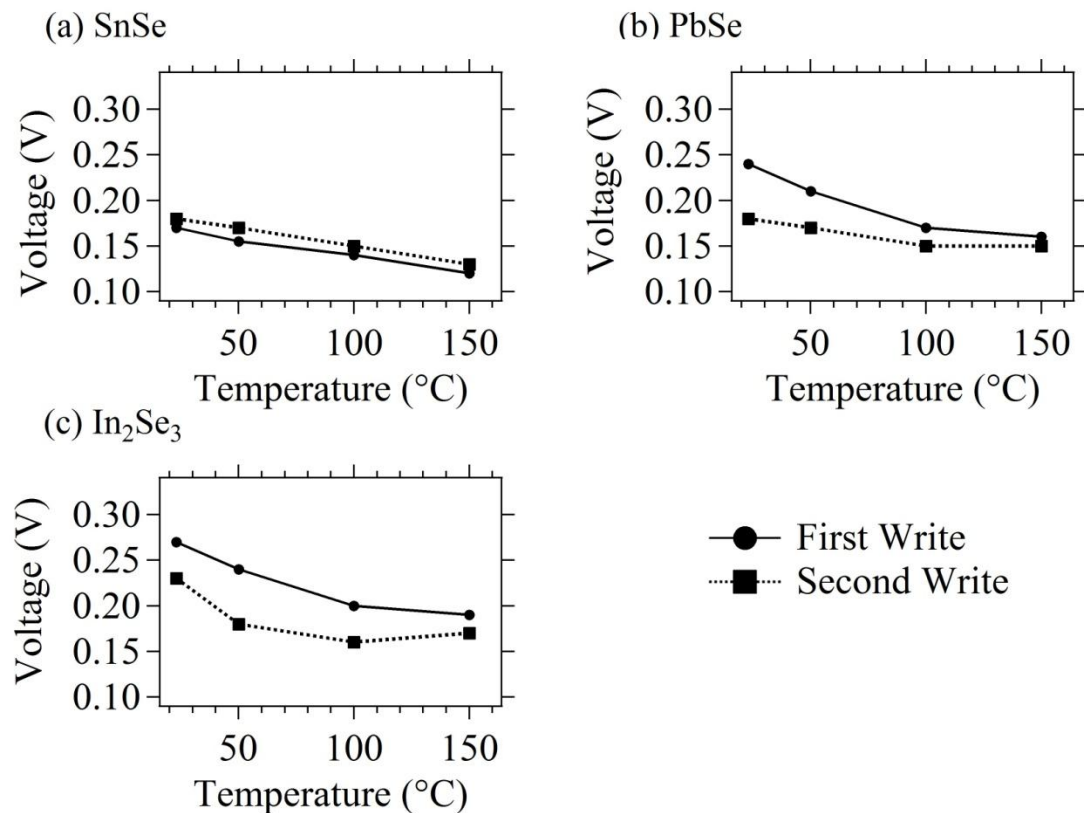 (a) SnSe
Voltage (V)
0.30
0.25
0.20
0.15
0.10
50 100 150
Temperature (°C)
(b) PbSe
Voltage (V)
0.30
0.25
0.20
0.15
0.10
50 100 150
Temperature (°C)
(c) In₂Se₃
Voltage (V)
0.30
0.25
0.20
0.15
0.10
50 100 150
Temperature (°C)
First Write
Second Write